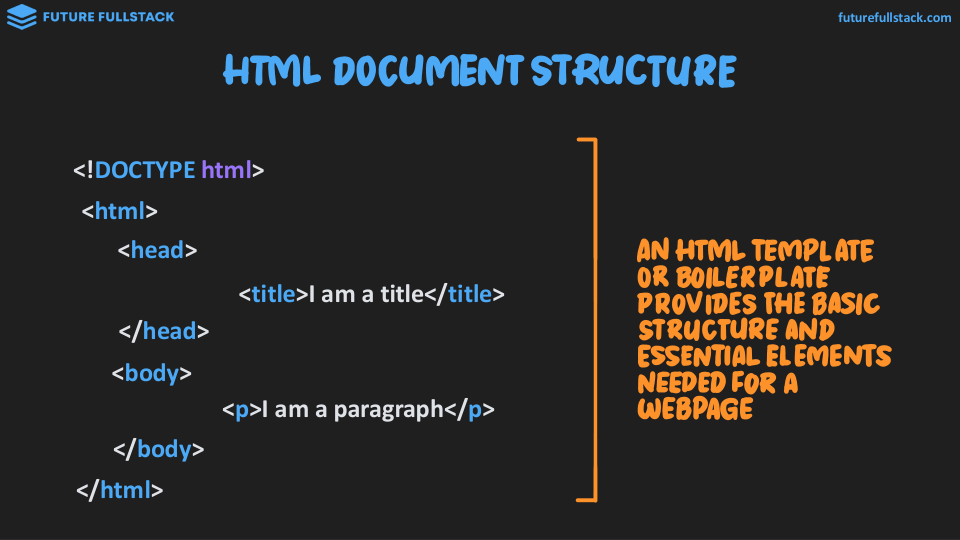 FUTURE FULLSTACK
futurefullstack.com
HTML DOCUMENT STRUCTURE
<!DOCTYPE html>
<html>
<head>
<title>I am a title</title>
</head>
<body>
<p>I am a paragraph</p>
</body>
</html>
AN HTML TEMPLATE
OR BOILERPLATE
PROVIDES THE BASIC
STRUCTURE AND
ESSENTIAL ELEMENTS
NEEDED FOR A
WEBPAGE